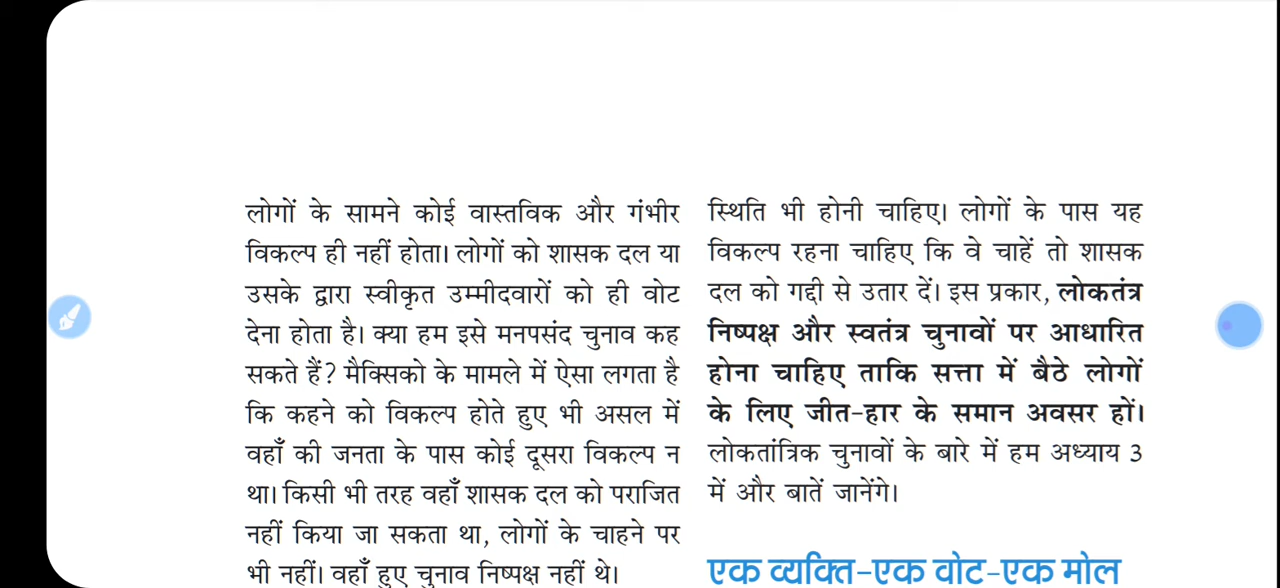 लोगों के सामने कोई वास्तविक और गंभीर
विकल्प ही नहीं होता। लोगों को शासक दल या
उसके द्वारा स्वीकृत उम्मीदवारों को ही वोट
देना होता है। क्या हम इसे मनपसंद चुनाव कह
सकते हैं? मैक्सिको के मामले में ऐसा लगता है
कि कहने को विकल्प होते हुए भी असल में
वहाँ की जनता के पास कोई दूसरा विकल्प न
था। किसी भी तरह वहाँ शासक दल को पराजित
नहीं किया जा सकता था, लोगों के चाहने पर
भी नहीं। वहाँ हुए चुनाव निष्पक्ष नहीं थे।
स्थिति भी होनी चाहिए। लोगों के पास यह
विकल्प रहना चाहिए कि वे चाहें तो शासक
दल को गद्दी से उतार दें। इस प्रकार, लोकतंत्र
निष्पक्ष और स्वतंत्र चुनावों पर आधारित
होना चाहिए ताकि सत्ता में बैठे लोगों
के लिए जीत-हार के समान अवसर हों।
लोकतांत्रिक चुनावों के बारे में हम अध्याय 3
में और बातें जानेंगे।
एक व्यक्ति-एक वोट-एक मोल